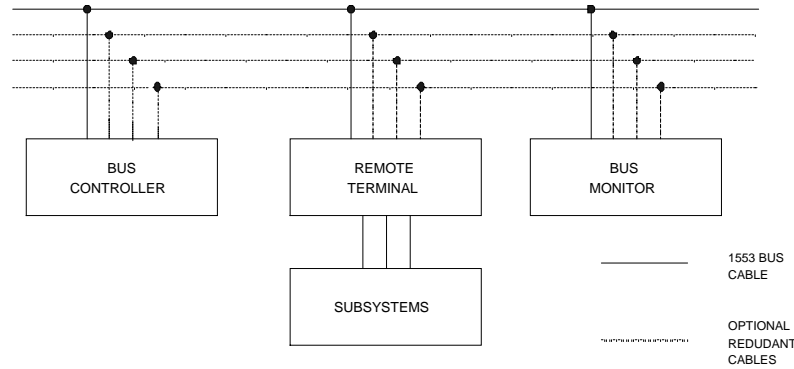 BUS
CONTROLLER
REMOTE
TERMINAL
BUS
MONITOR
SUBSYSTEMS
1553 BUS
CABLE
OPTIONAL
REDUDANT
CABLES